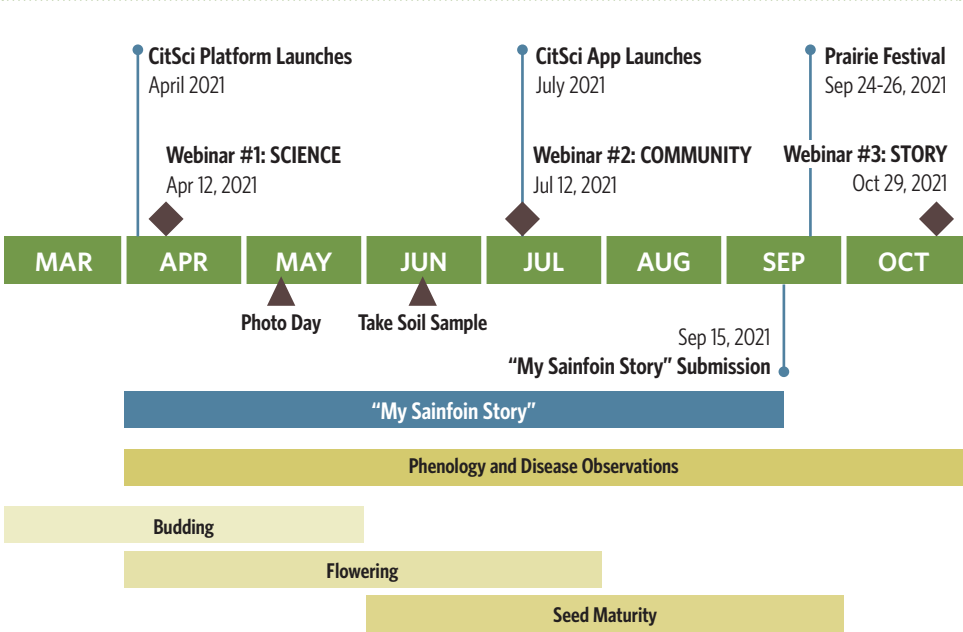 CitSci Platform Launches
April 2021
CitSci App Launches
July 2021
Prairie Festival
Sep 24-26, 2021
Webinar #1: SCIENCE
Apr 12, 2021
Webinar #2: COMMUNITY
Jul 12, 2021
Webinar #3: STORY
Oct 29, 2021
MAR APR MAY JUN JUL AUG SEP OCT
Photo Day
Take Soil Sample
Sep 15, 2021
“My Sainfoin Story” Submission
“My Sainfoin Story”
Phenology and Disease Observations
Budding
Flowering
Seed Maturity